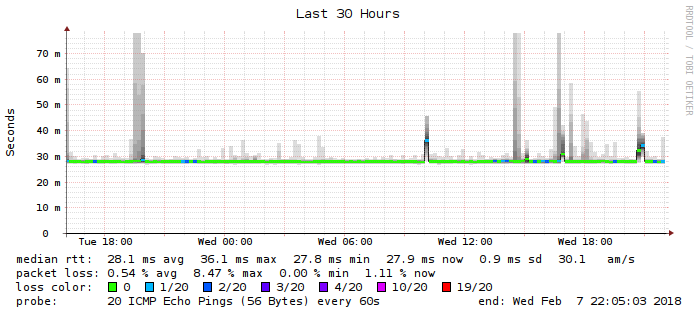 Last 30 Hours
RRDTOOL / TOBI OETIKER
Seconds
70 m
60 m
50 m
40 m
30 m
20 m
10 m
0
Tue 18:00 Wed 00:00 Wed 06:00 Wed 12:00 Wed 18:00
median rtt: 28.1 ms avg 36.1 ms max 27.8 ms min 27.9 ms now 0.9 ms sd 30.1 am/s
packet loss: 0.54 % avg 8.47 % max 0.00 % min 1.11 % now
loss color: 0 1/20 2/20 3/20 4/20 10/20 19/20
probe: 20 ICMP Echo Pings (56 Bytes) every 60s end: Wed Feb 7 22:05:03 2018